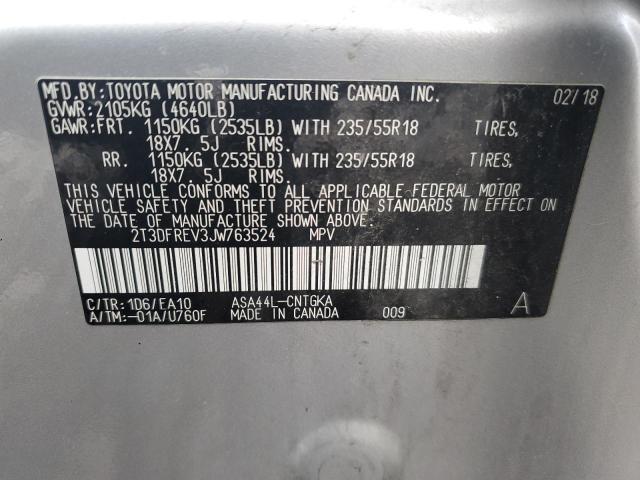 MFD.BY:TOYOTA MOTOR MANUFACTURING CANADA INC. 02/18
GVWR:2105KG (4640LB)
GAWR:FRT. 1150KG (2535LB) WITH 235/55R18 TIRES,
18X7. 5J RIMS.
RR. 1150KG (2535LB) WITH 235/55R18 TIRES,
18X7. 5J RIMS.
THIS VEHICLE CONFORMS TO ALL APPLICABLE FEDERAL MOTOR
VEHICLE SAFETY AND THEFT PREVENTION STANDARDS IN EFFECT ON
THE DATE OF MANUFACTURE SHOWN ABOVE.
2T3DFREV3JW763524 MPV
C/TR:1D6/EA10 ASA44L-CNTGKA
A/TM:-01A/U760F MADE IN CANADA 009 A